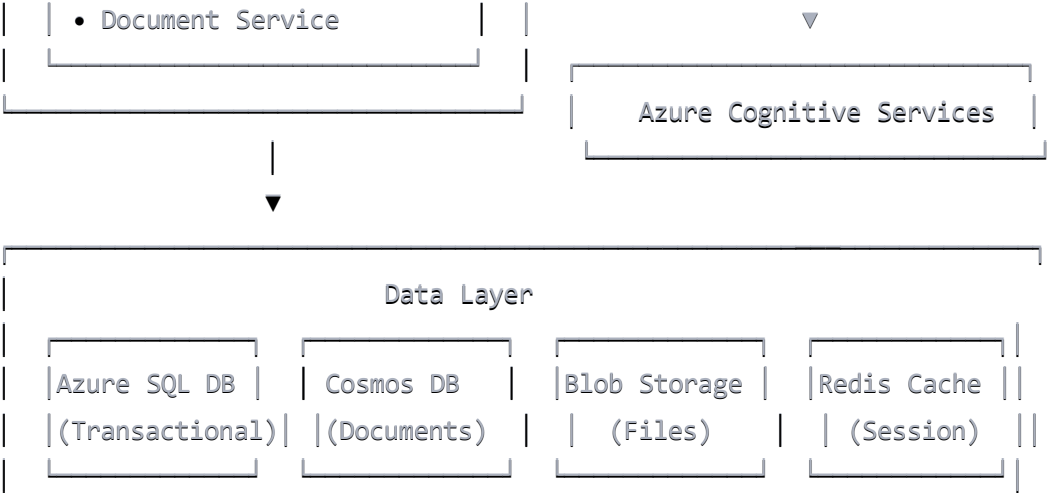 • Document Service
Azure Cognitive Services
Data Layer
Azure SQL DB
(Transactional)
Cosmos DB
(Documents)
Blob Storage
(Files)
Redis Cache
(Session)